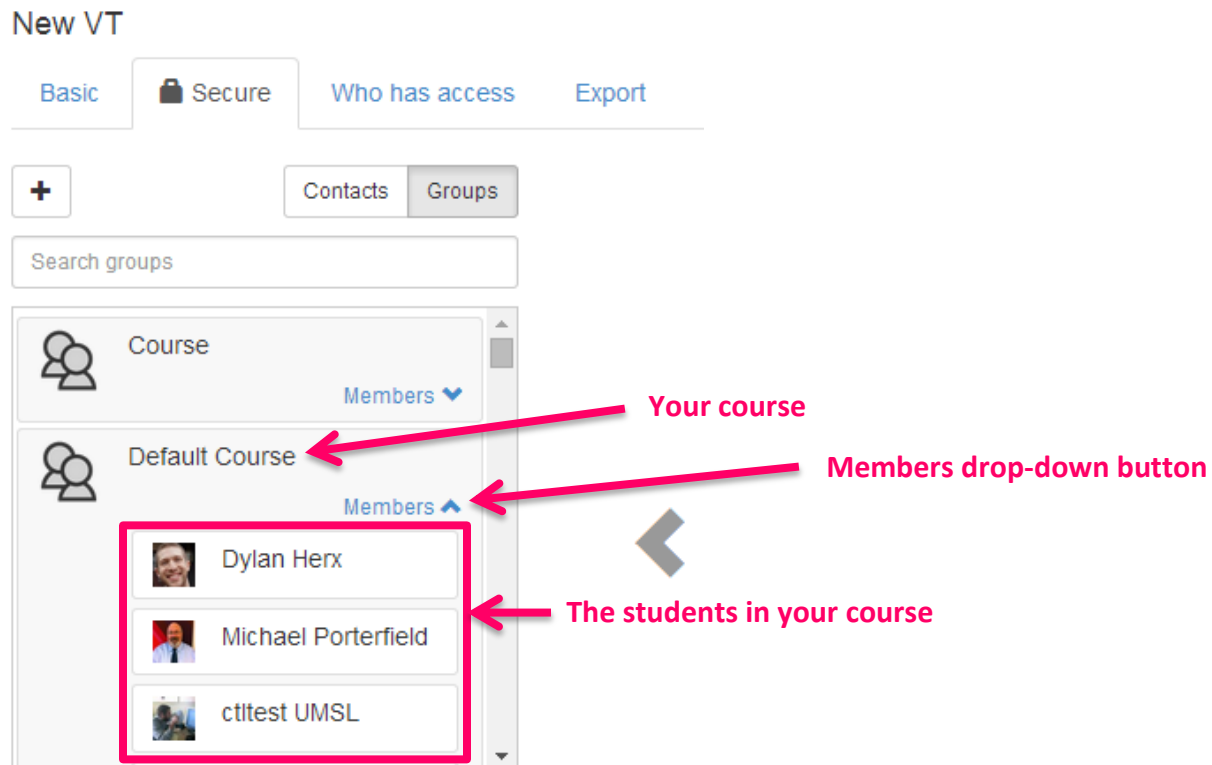 New VT
Basic Secure Who has access Export
+ Contacts Groups
Search groups
Course
Members
Your course
Default Course
Members drop-down button
Members
Dylan Herx
The students in your course
Michael Porterfield
ctltest UMSL